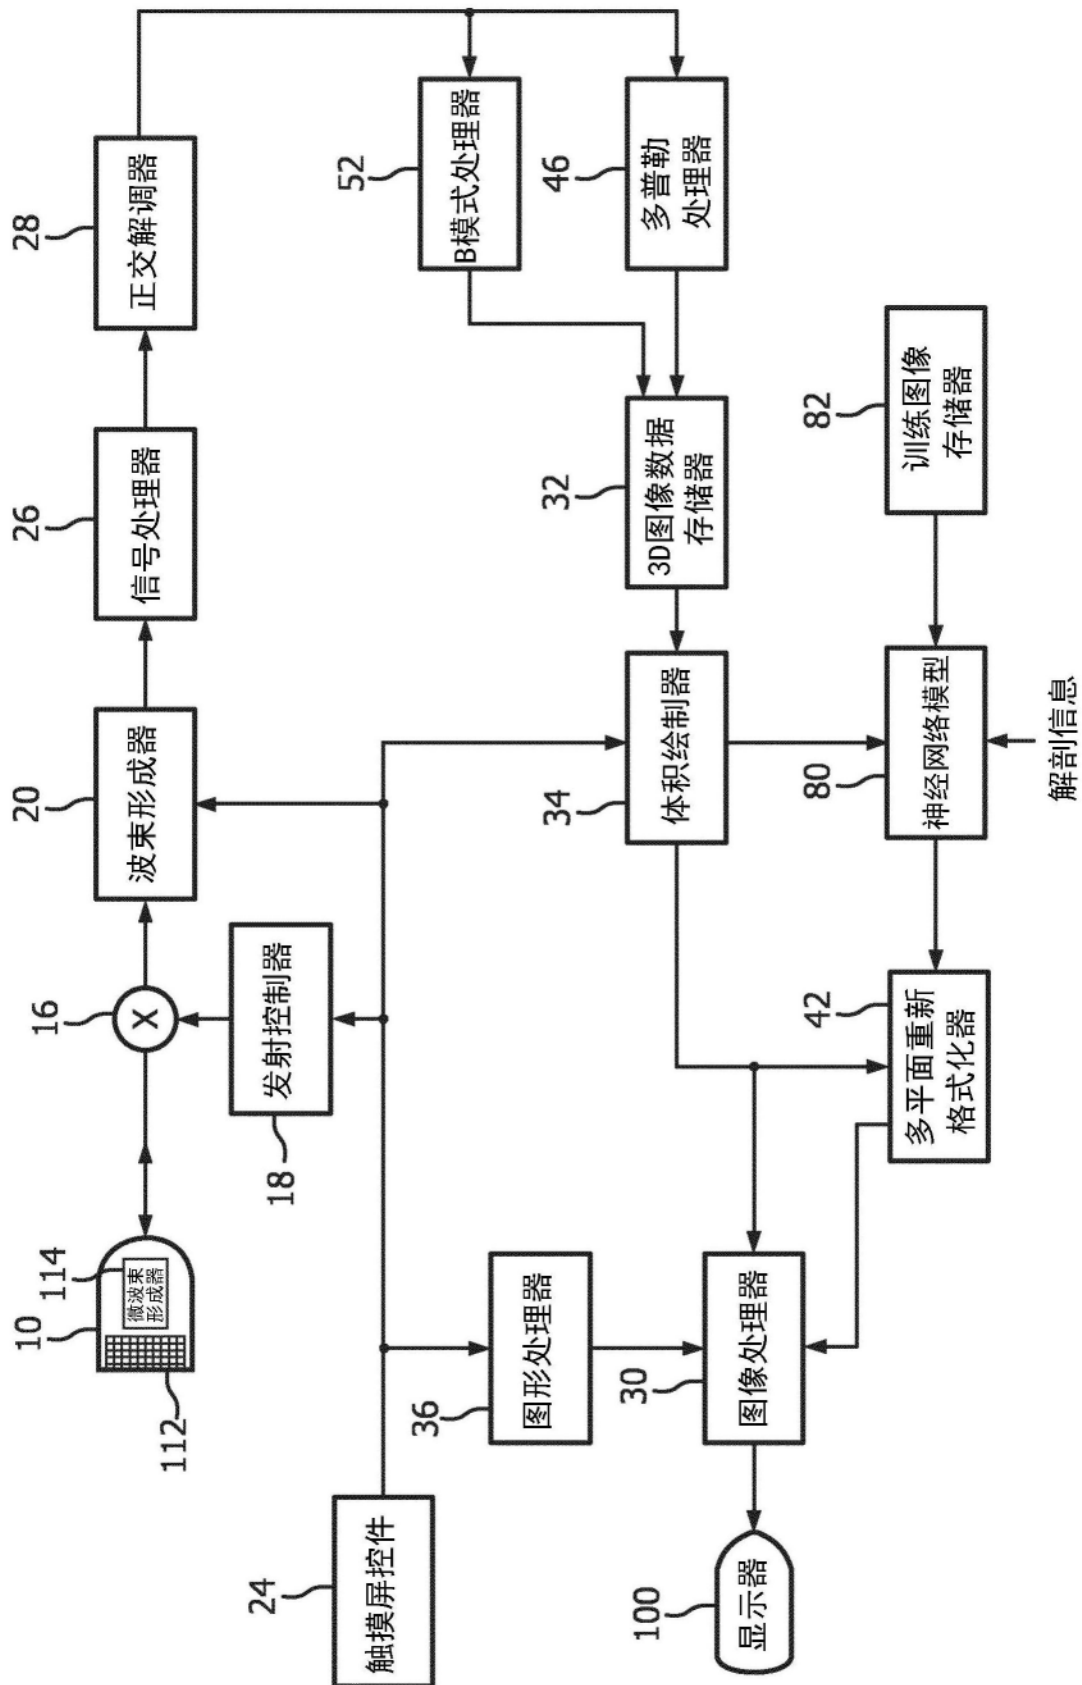 10
114
微波束
形成器
112
16
X
18
发射控制器
20
波束形成器
26
信号处理器
28
正交解调器
24
触摸屏控件
52
B模式处理器
46
多普勒
处理器
32
3D图像数据
存储器
34
体积绘制器
36
图形处理器
30
图像处理器
100
显示器
42
多平面重新
格式化器
80
神经网络模型
82
训练图像
存储器
解剖信息